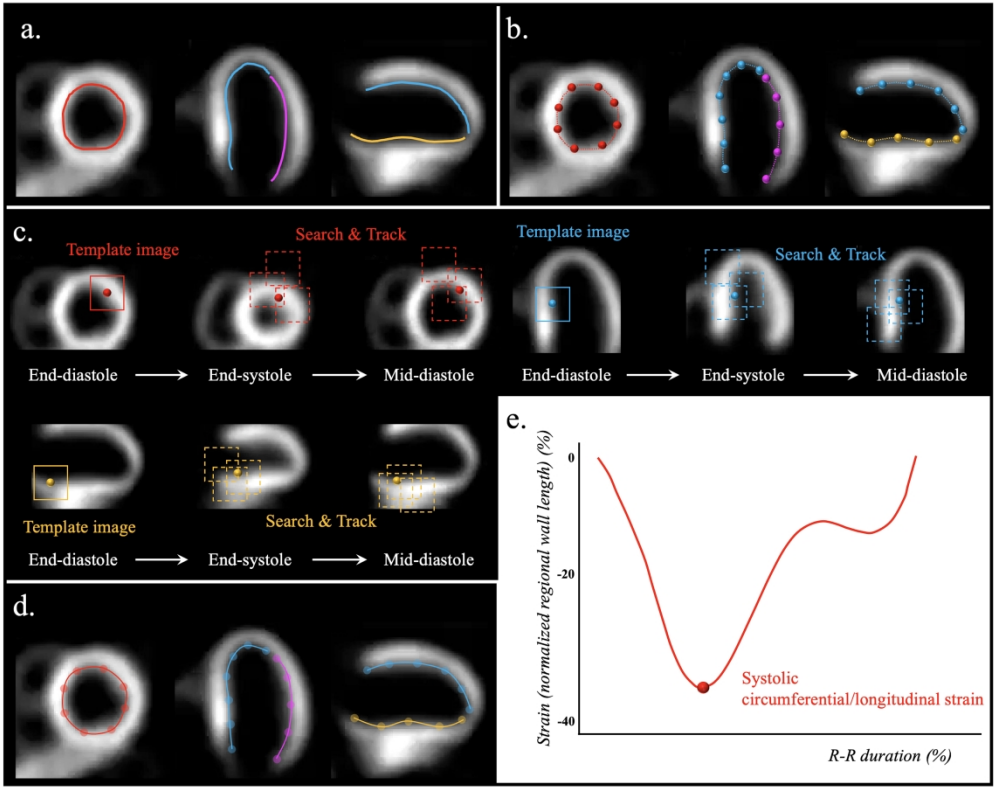 a.
b.
c.
Template image
Search & Track
End-diastole
End-systole
Mid-diastole
Template image
Search & Track
End-diastole
End-systole
Mid-diastole
Template image
Search & Track
End-diastole
End-systole
Mid-diastole
d.
e.
Strain (normalized regional wall length) (%)
0
-20
-40
Systolic
circumferential/longitudinal strain
R-R duration (%)